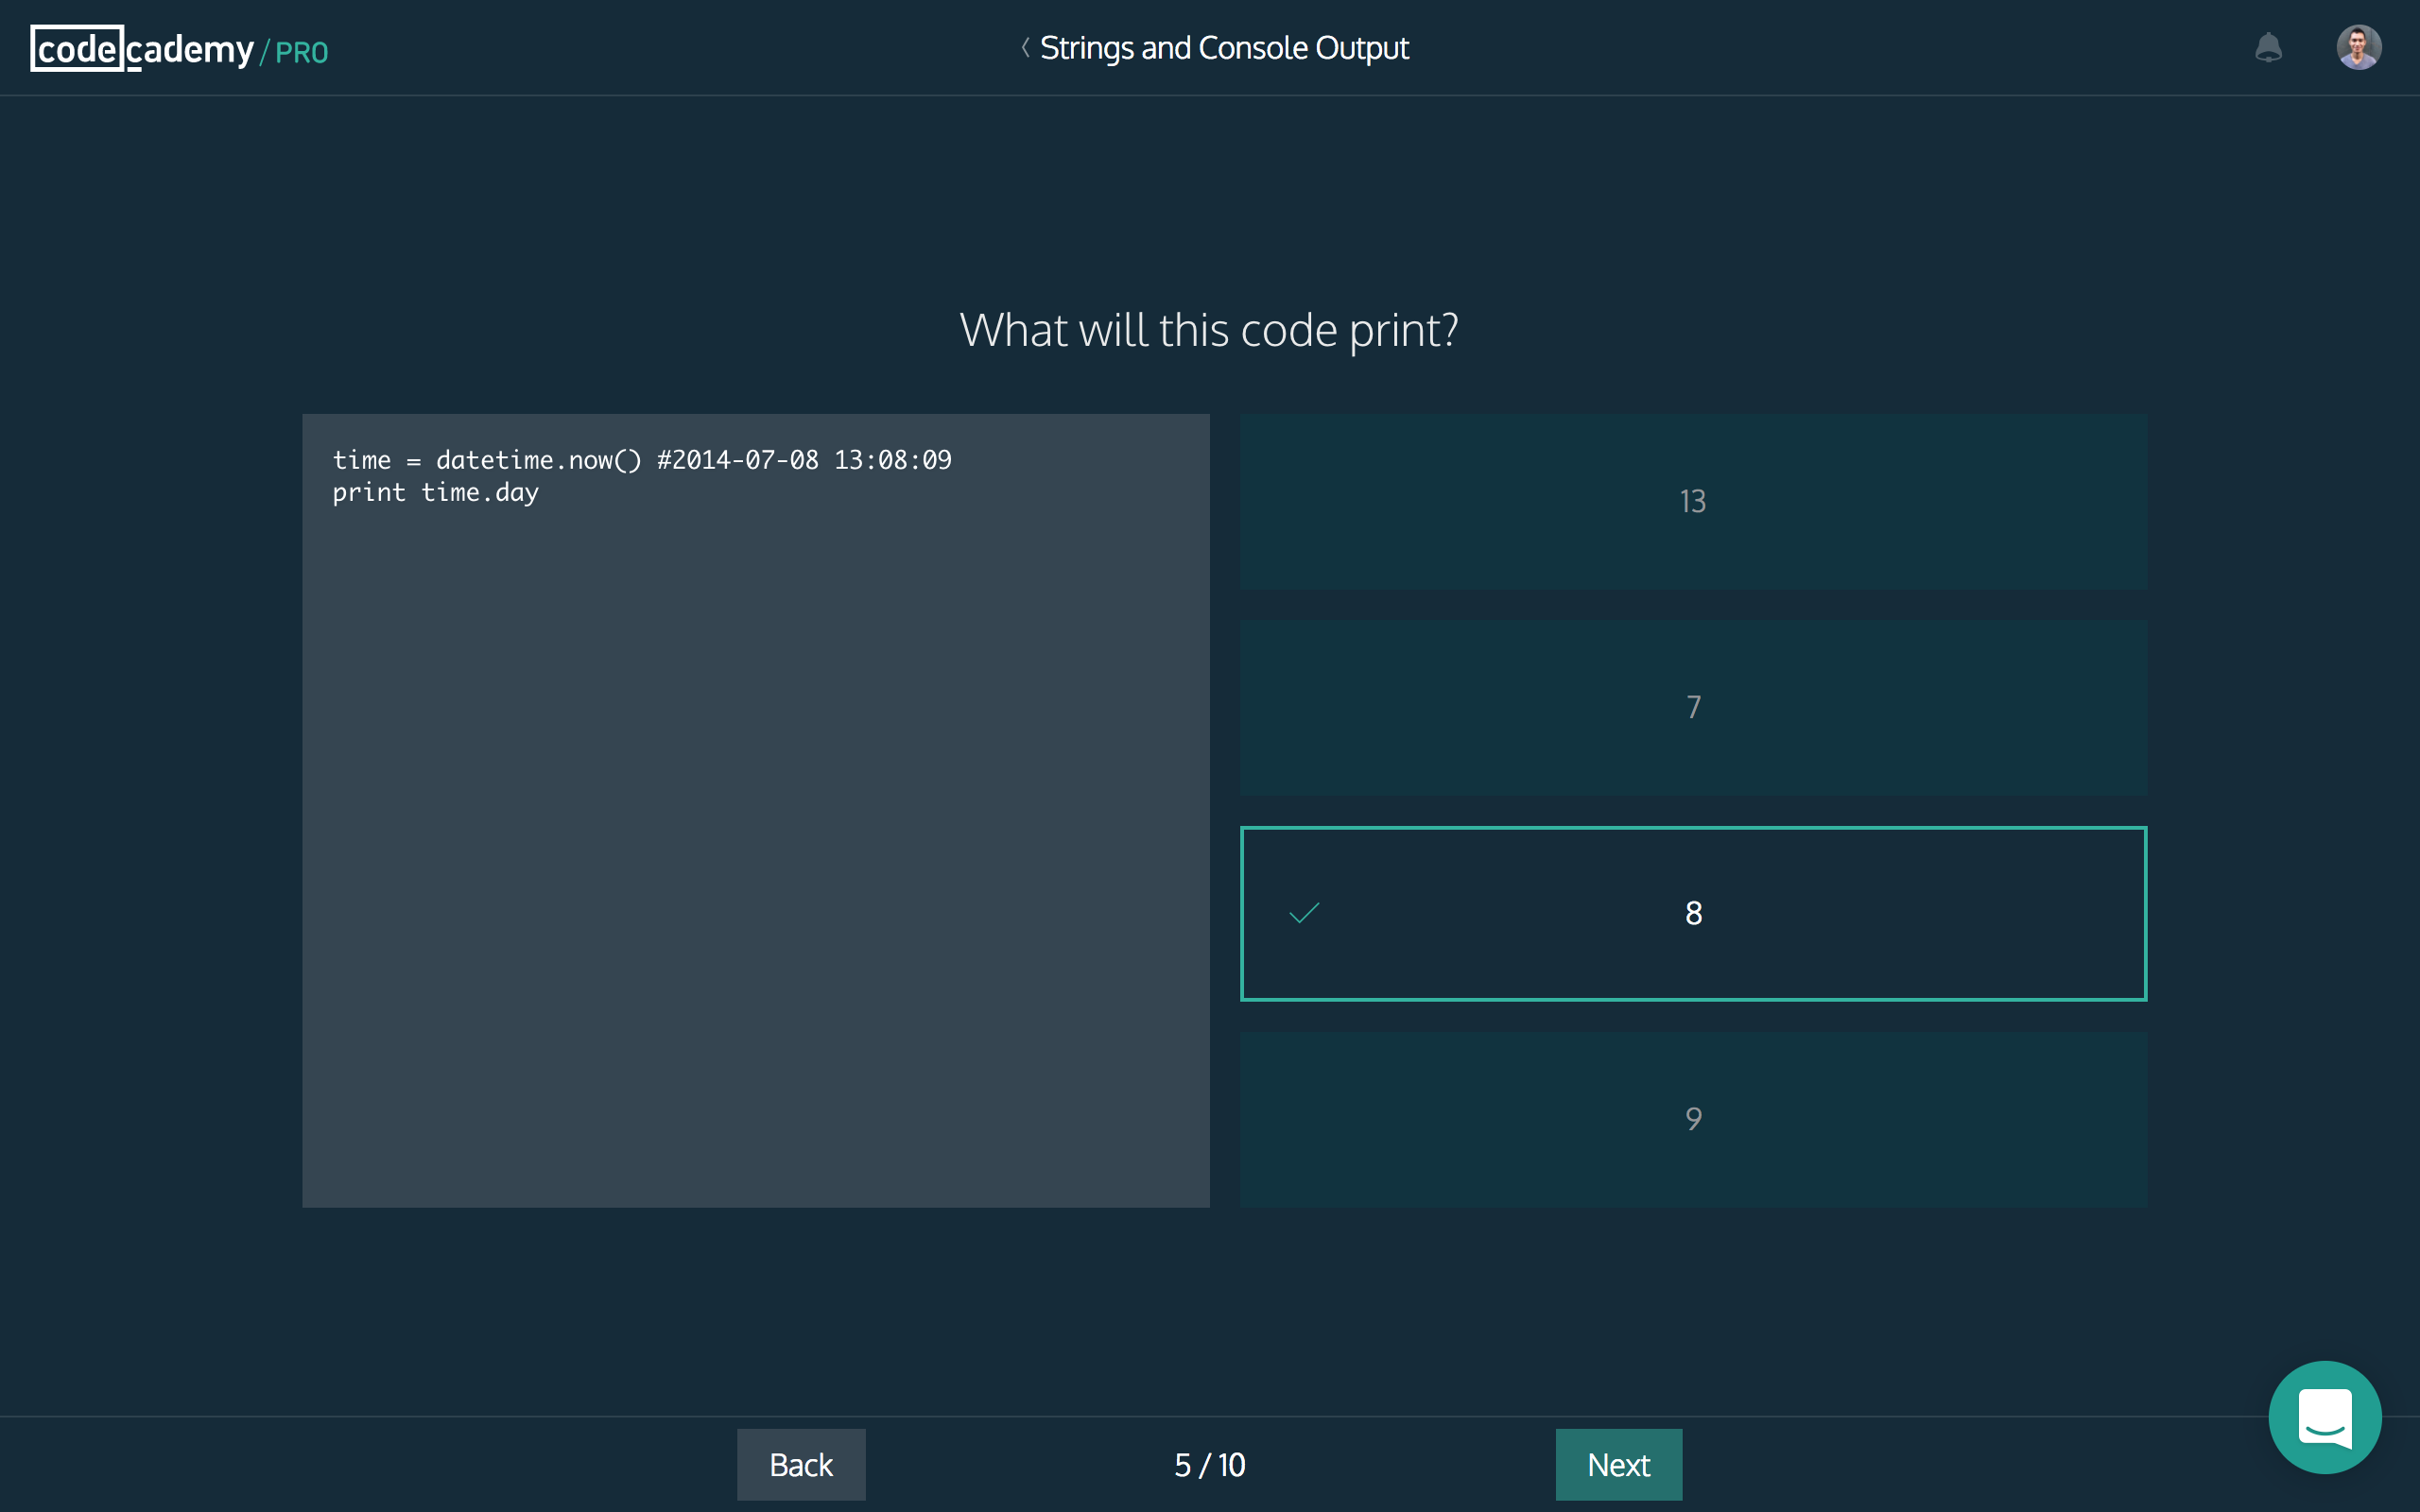 codecademy/PRO
Strings and Console Output
What will this code print?
time = datetime.now() #2014-07-08 13:08:09
print time.day
13
7
8
9
Back
5 / 10
Next